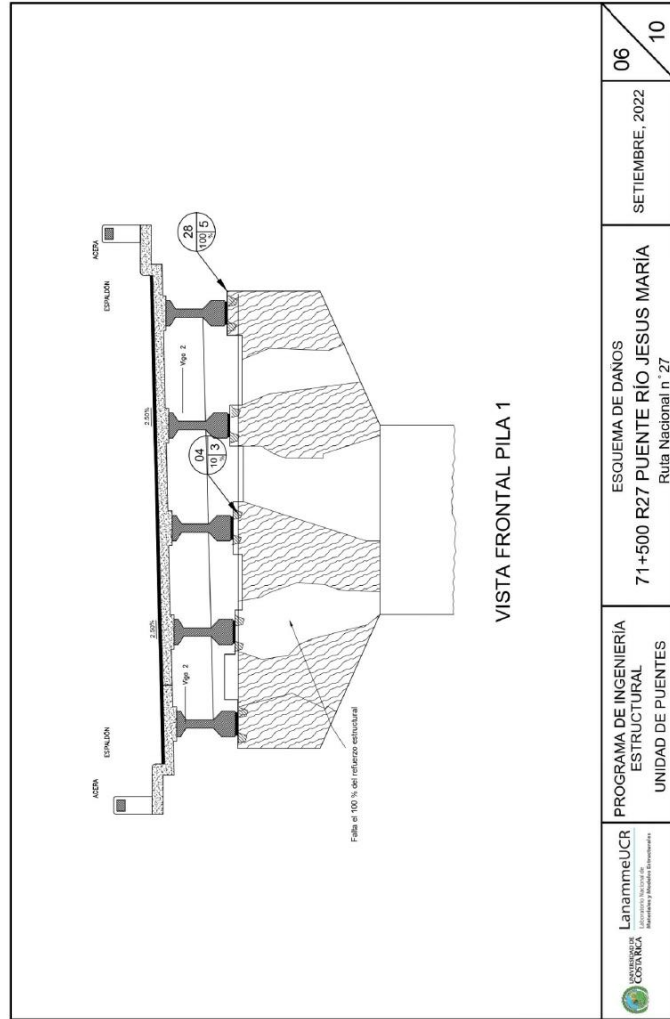 ACERA
ESPALDÓN
2.50%
2.50%
ESPALDÓN
ACERA
Viga 2
Viga 2
04
10 3
%
28
100 5
%
Falta el 100 % del refuerzo estructural
VISTA FRONTAL PILA 1
UNIVERSIDAD DE
COSTA RICA
LanammeUCR
Laboratorio Nacional de
Materiales y Modelos Estructurales
PROGRAMA DE INGENIERÍA
ESTRUCTURAL
UNIDAD DE PUENTES
ESQUEMA DE DAÑOS
71+500 R27 PUENTE RÍO JESUS MARÍA
Ruta Nacional n°27
SETIEMBRE, 2022
06
10